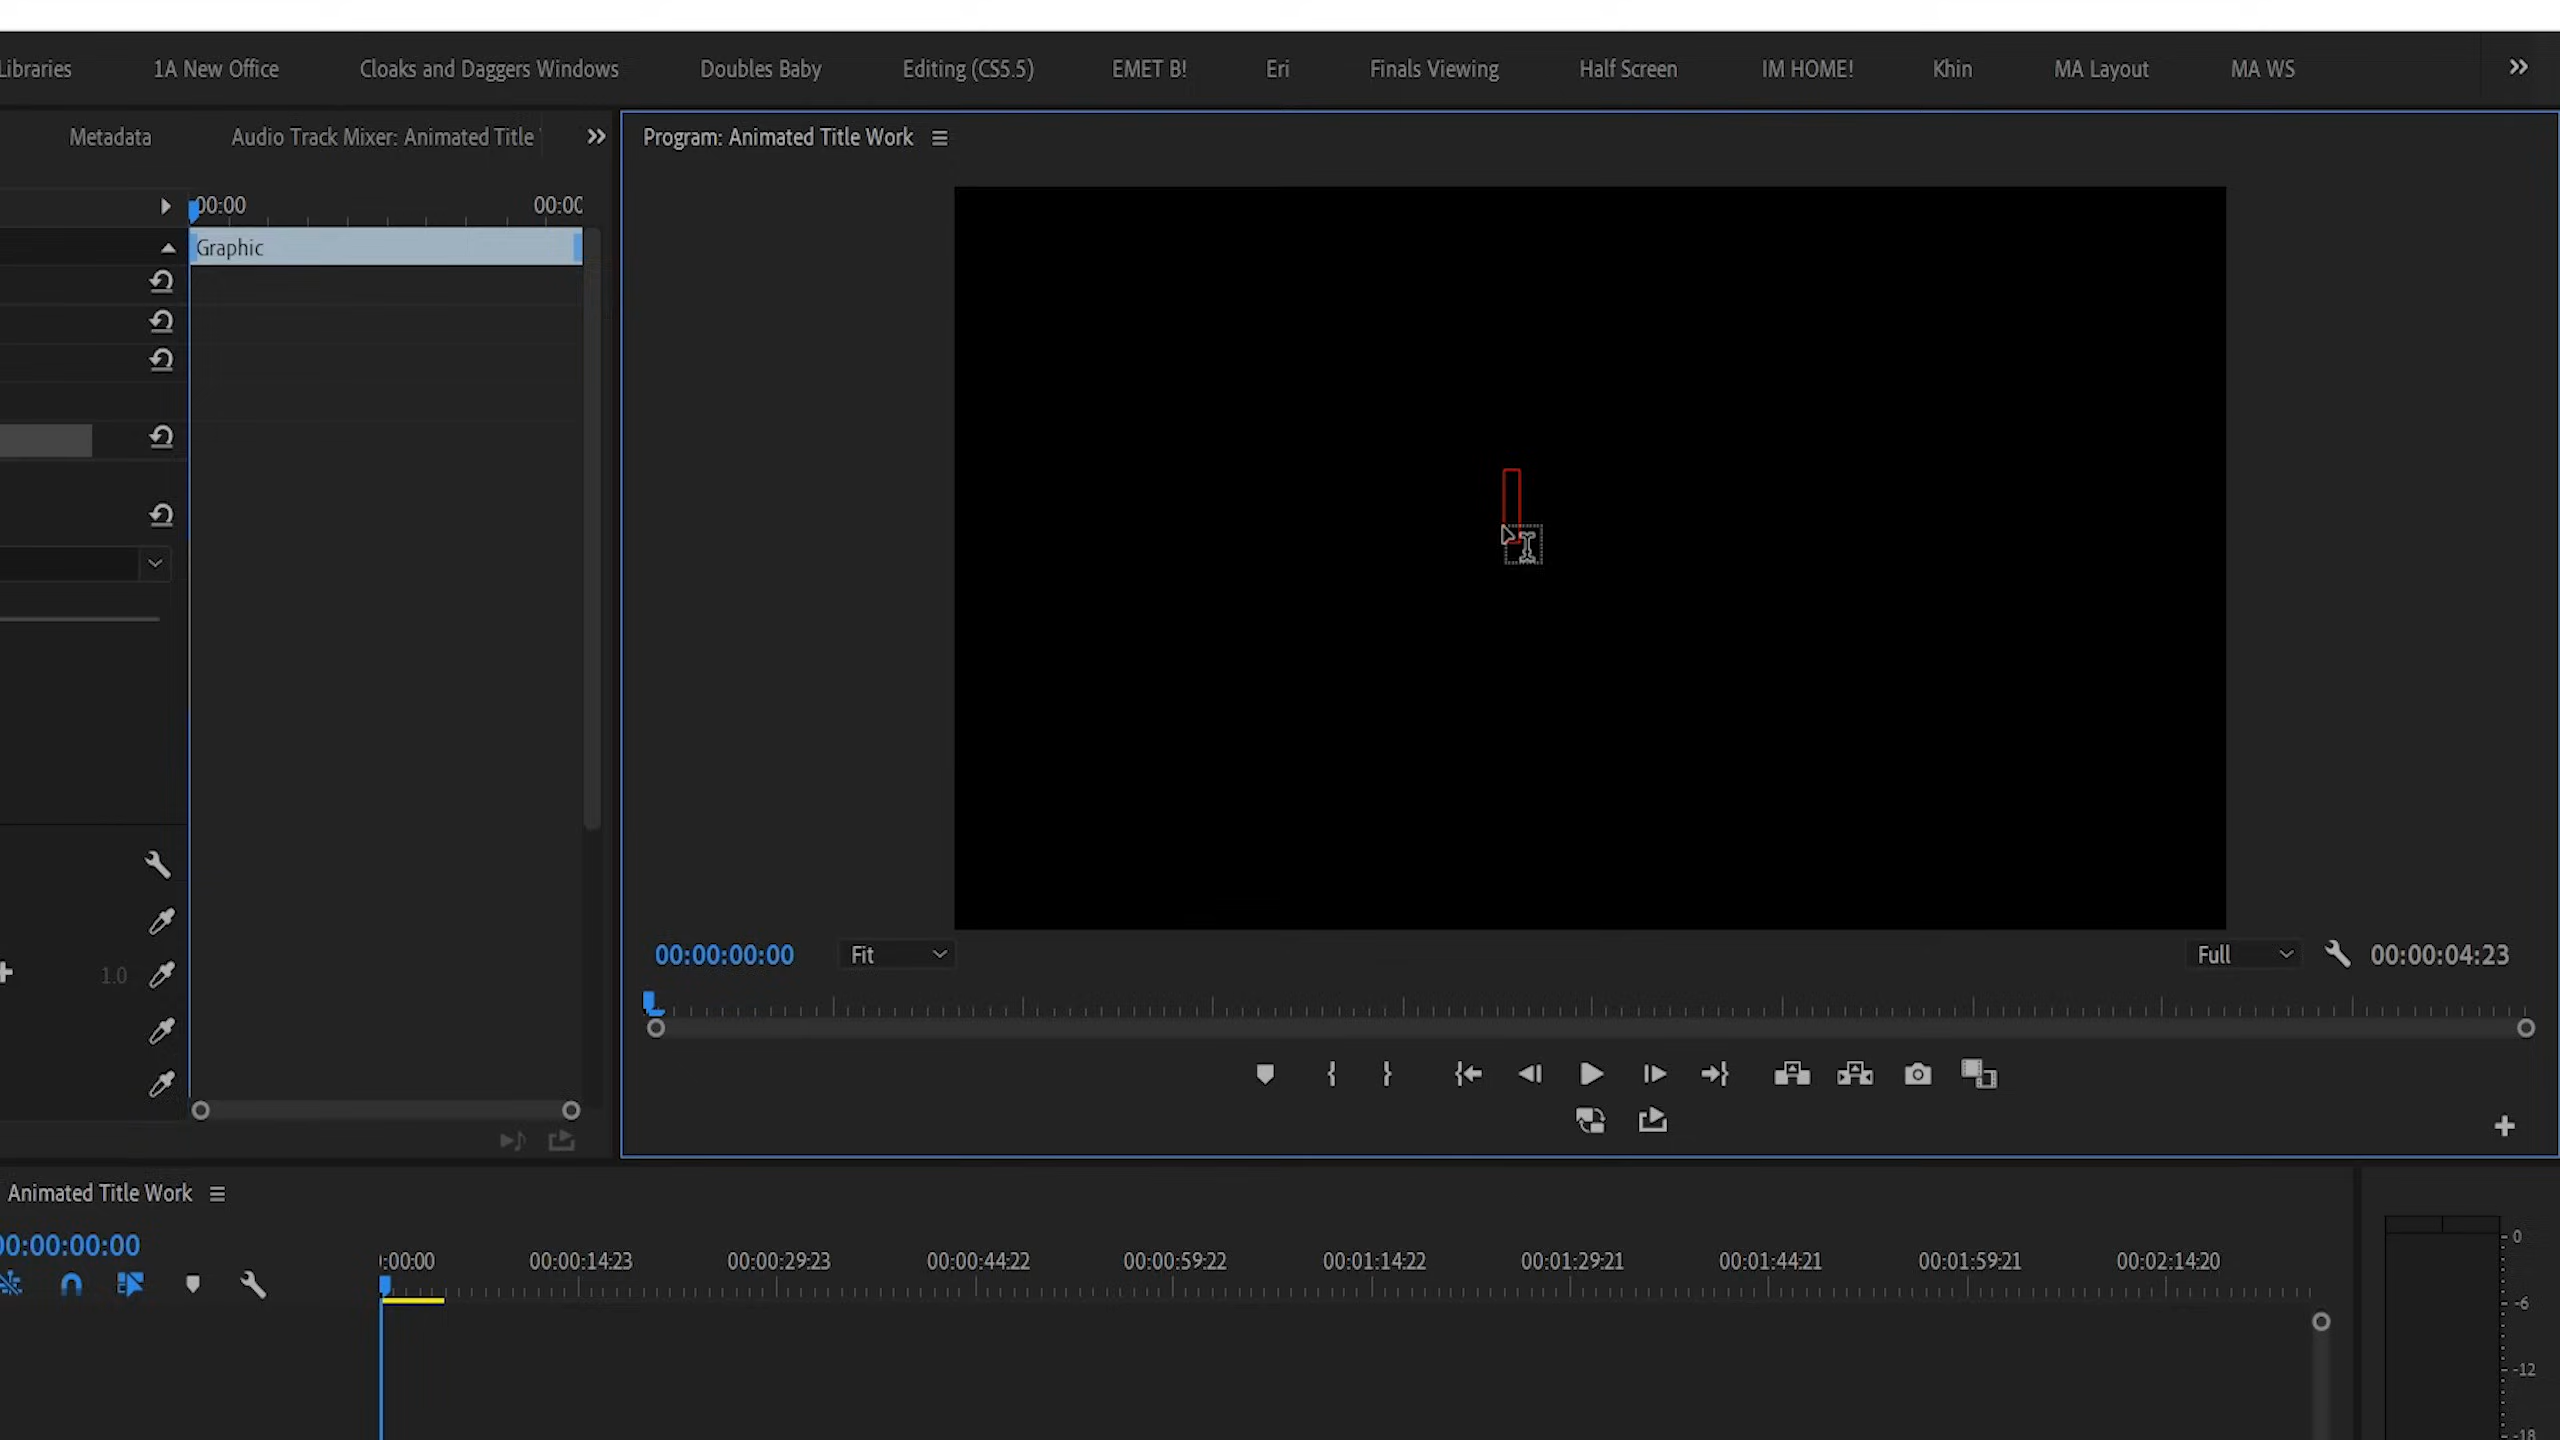 Libraries 1A New Office Cloaks and Daggers Windows Doubles Baby Editing (CS5.5) EMET B! Eri Finals Viewing Half Screen IM HOME! Khin MA Layout MA WS
Metadata Audio Track Mixer: Animated Title
Program: Animated Title Work
00:00 00:00
Graphic
1.0
00:00:00:00 Fit Full 00:00:04:23
Animated Title Work
00:00:00:00
:00:00 00:00:14:23 00:00:29:23 00:00:44:22 00:00:59:22 00:01:14:22 00:01:29:21 00:01:44:21 00:01:59:21 00:02:14:20
0
-6
-12
-18